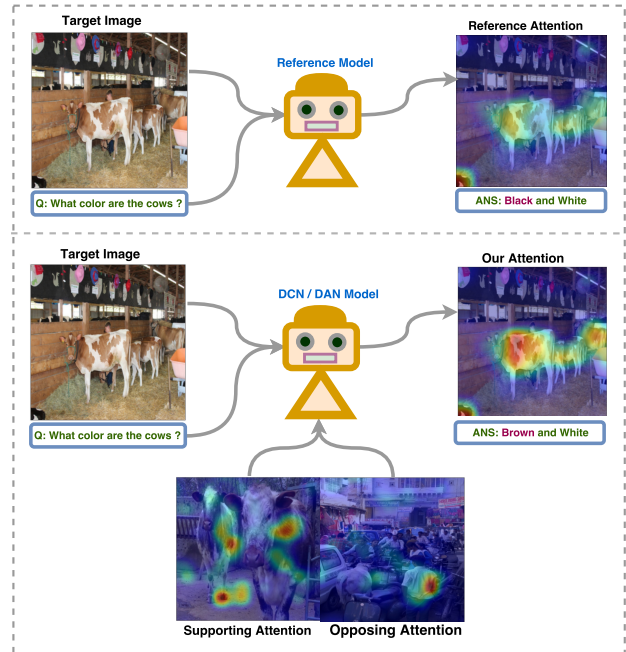 Target Image
Reference Model
Reference Attention
Q: What color are the cows ?
ANS: Black and White
Target Image
DCN / DAN Model
Our Attention
Q: What color are the cows ?
ANS: Brown and White
Supporting Attention
Opposing Attention